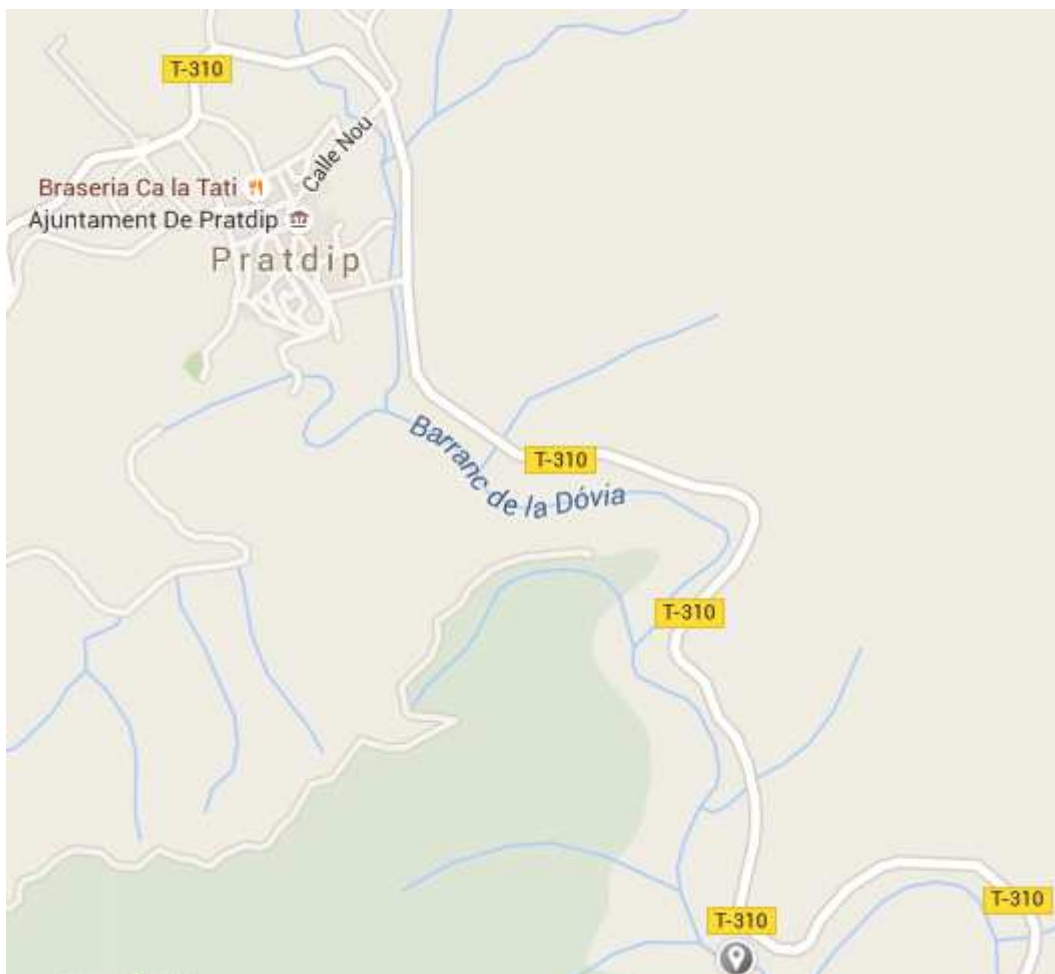 T-310
Calle Nou
Braseria Ca la Tati
Ajuntament De Pratdip
Pratdip
Barranc de la Dóvia
T-310
T-310
T-310
T-310